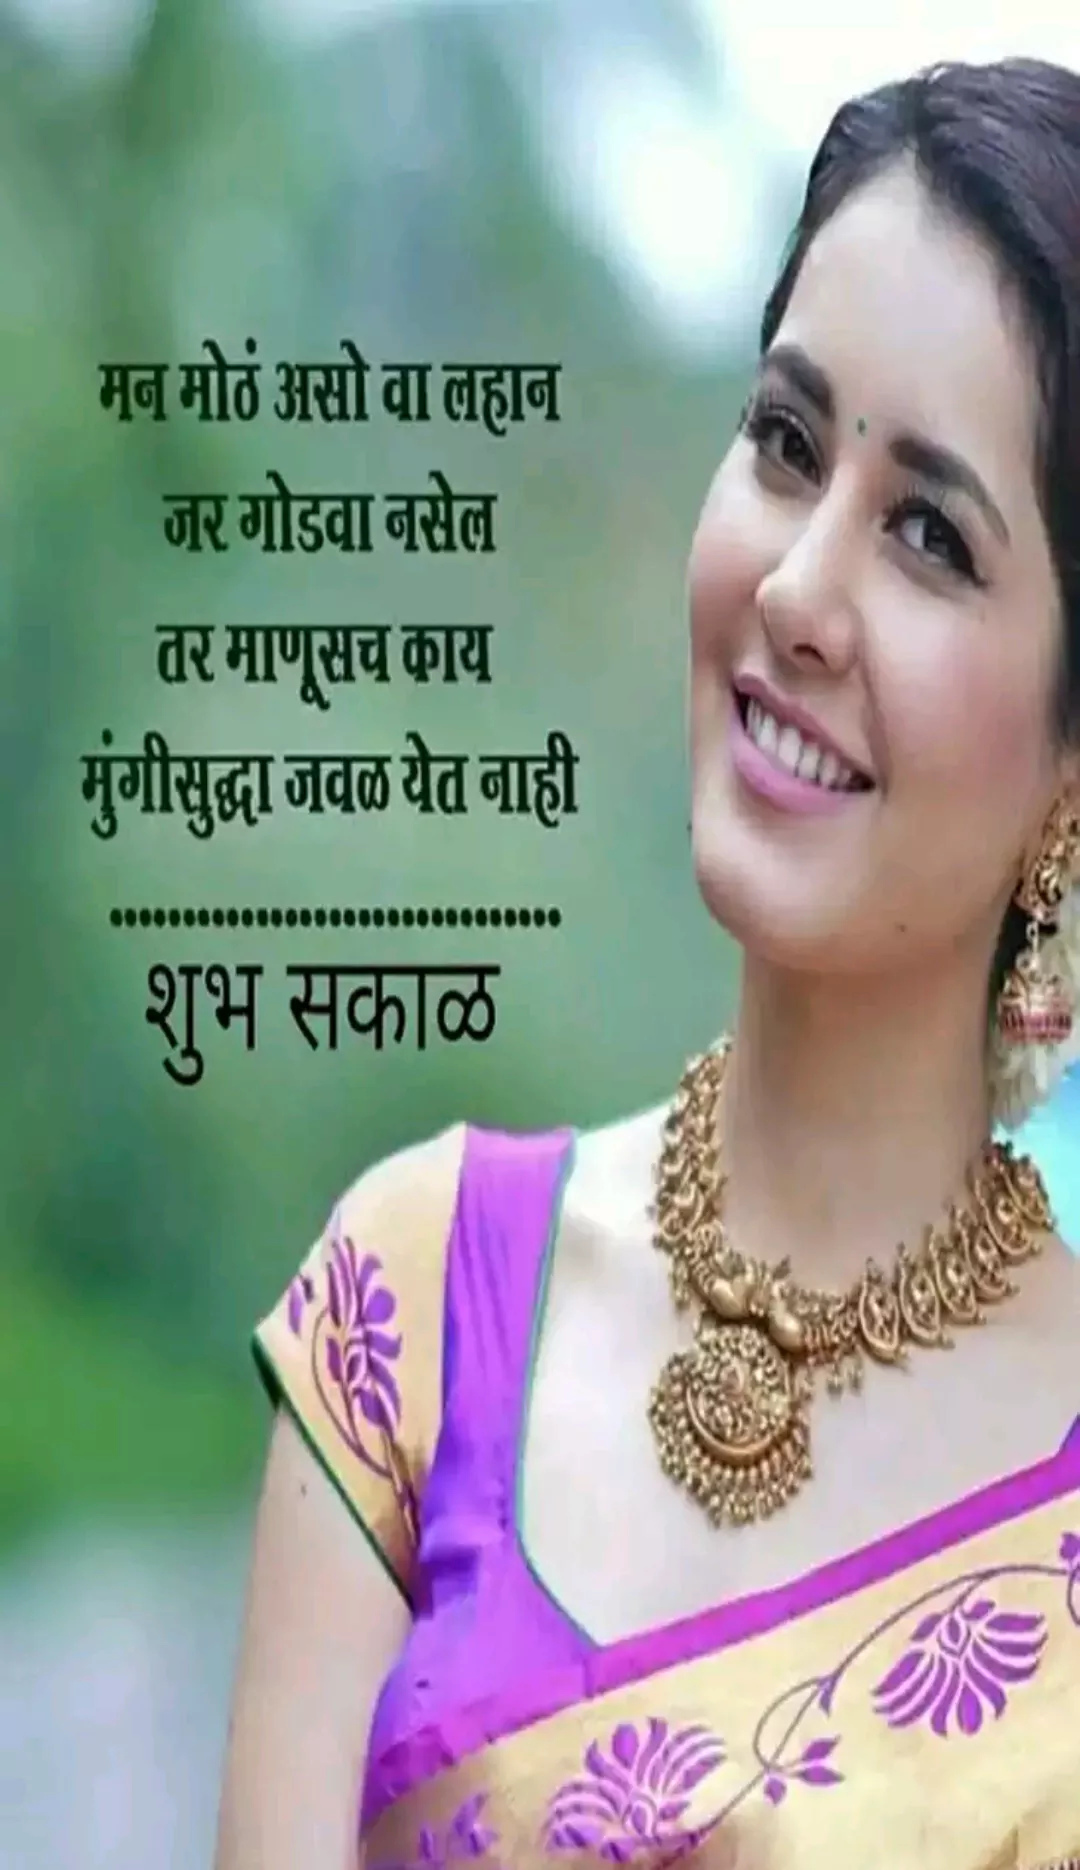 मन मोठं असो वा लहान
जर गोडवा नसेल
तर माणूसच काय
मुंगीसुद्धा जवळ येत नाही
...............................
शुभ सकाळ